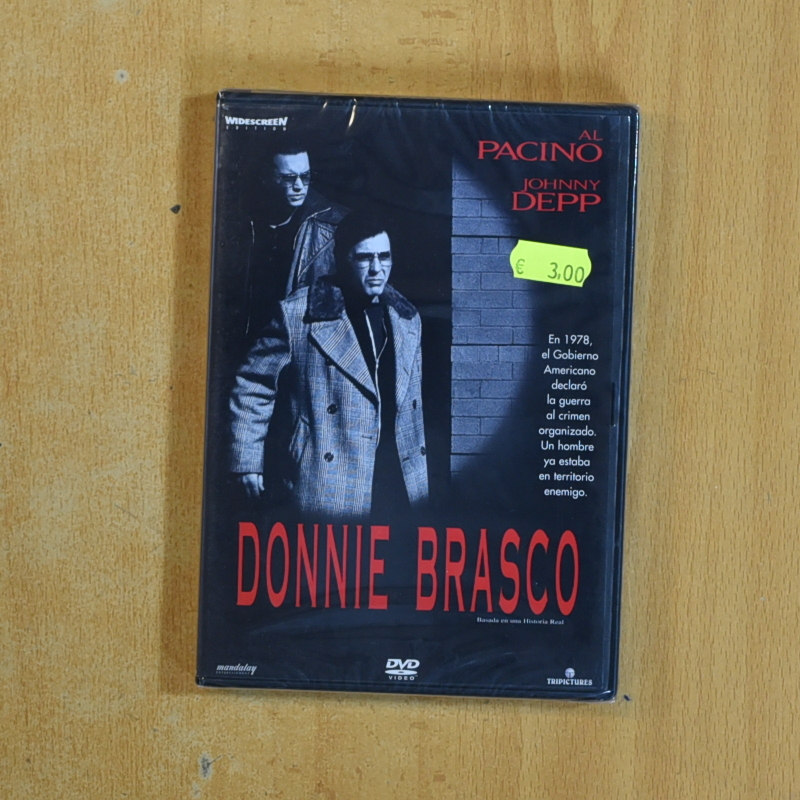 WIDESCREEN
EDITION
AL
PACINO
JOHNNY
DEPP
€ 3,00
En 1978,
el Gobierno
Americano
declaró
la guerra
al crimen
organizado.
Un hombre
ya estaba
en territorio
enemigo.
DONNIE BRASCO
Basada en una Historia Real
mandalay
ENTERTAINMENT
DVD
VIDEO
TRIPICTURES